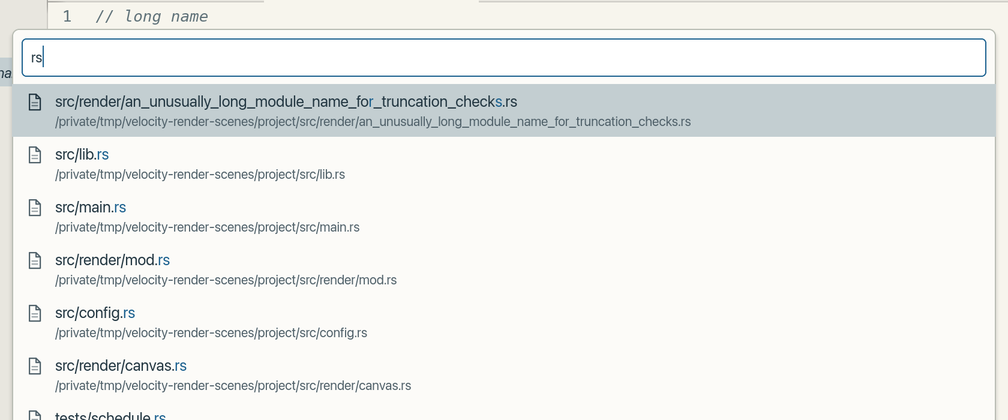 1 // long name
rs
na
src/render/an_unusually_long_module_name_for_truncation_checks.rs
/private/tmp/velocity-render-scenes/project/src/render/an_unusually_long_module_name_for_truncation_checks.rs
src/lib.rs
/private/tmp/velocity-render-scenes/project/src/lib.rs
src/main.rs
/private/tmp/velocity-render-scenes/project/src/main.rs
src/render/mod.rs
/private/tmp/velocity-render-scenes/project/src/render/mod.rs
src/config.rs
/private/tmp/velocity-render-scenes/project/src/config.rs
src/render/canvas.rs
/private/tmp/velocity-render-scenes/project/src/render/canvas.rs
tests/schedule.rs